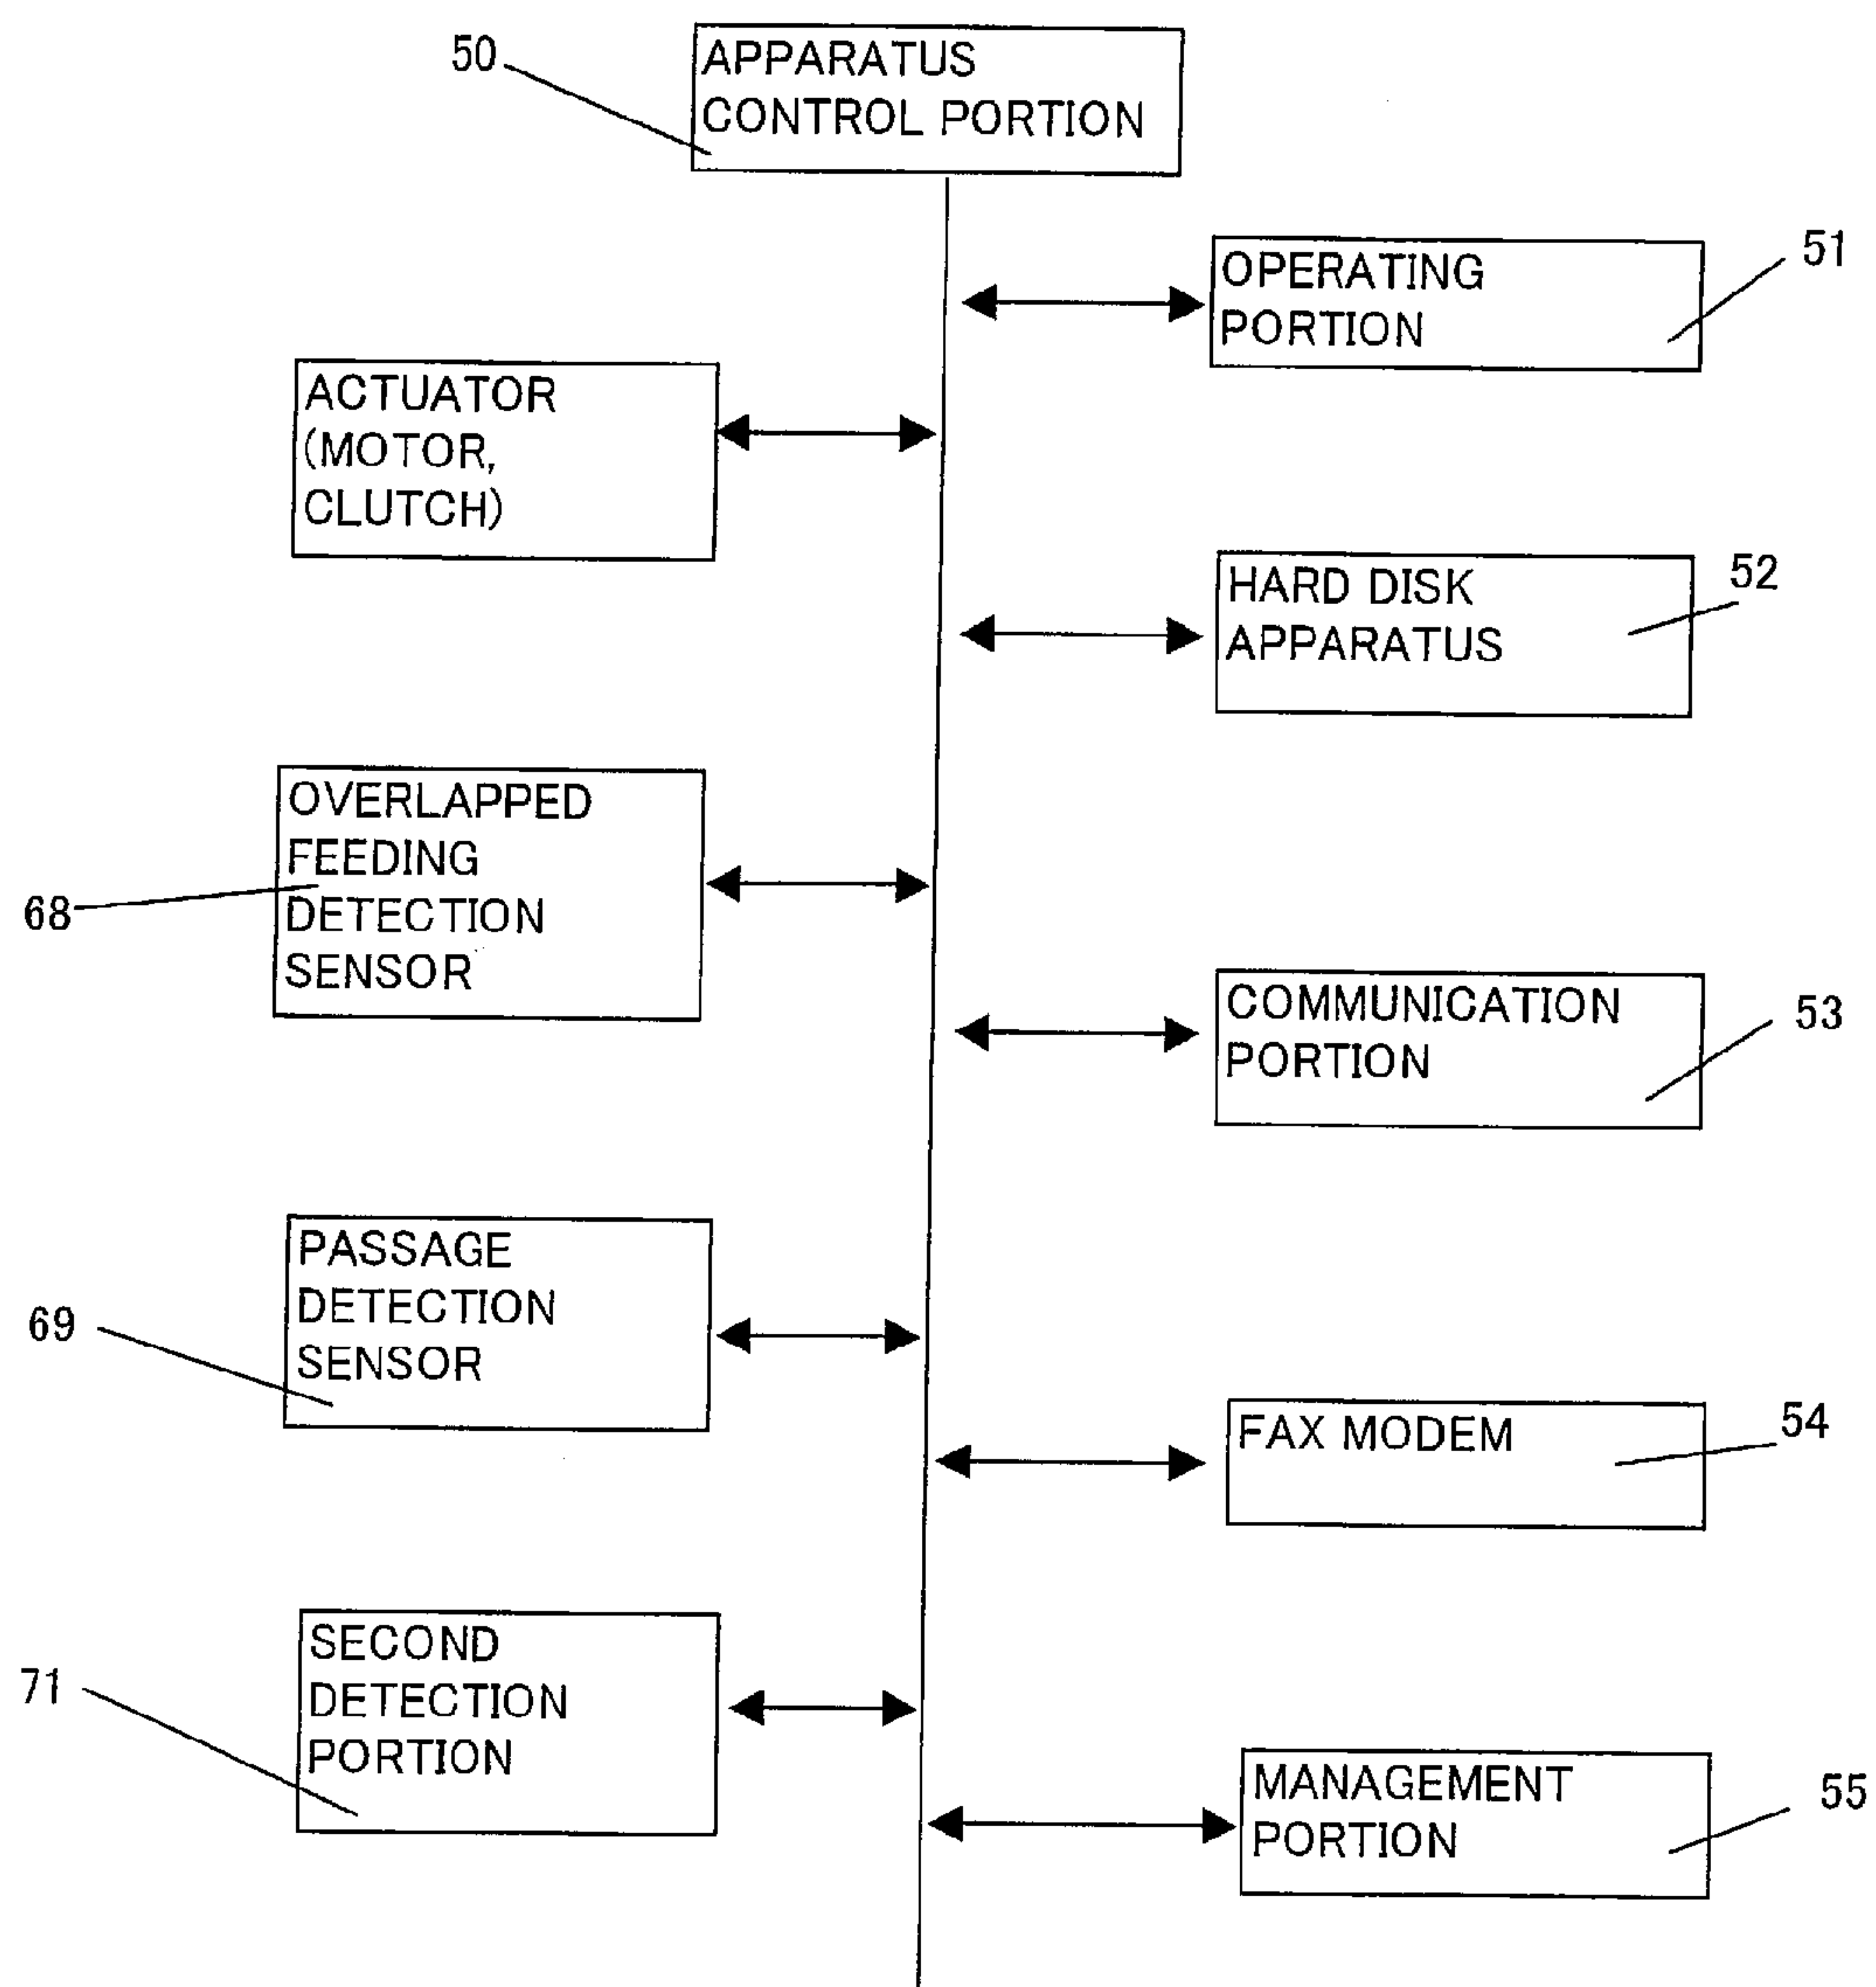 50
APPARATUS
CONTROL PORTION
OPERATING
PORTION
51
ACTUATOR
(MOTOR,
CLUTCH)
HARD DISK
APPARATUS
52
OVERLAPPED
FEEDING
DETECTION
SENSOR
68
COMMUNICATION
PORTION
53
PASSAGE
DETECTION
SENSOR
69
FAX MODEM
54
SECOND
DETECTION
PORTION
71
MANAGEMENT
PORTION
55